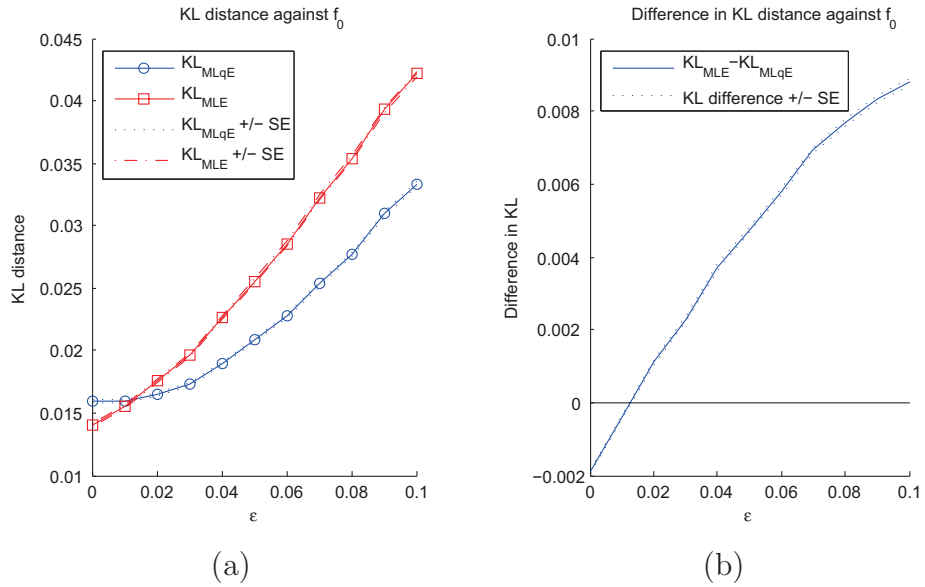 KL distance against f0
0.045
0.04
0.035
0.03
0.025
0.02
0.015
0.01
KL distance
KLMLqE
KLMLE
KLMLqE +/− SE
KLMLE +/− SE
0 0.02 0.04 0.06 0.08 0.1
ε
(a)
Difference in KL distance against f0
0.01
0.008
0.006
0.004
0.002
0
−0.002
Difference in KL
KLMLE−KLMLqE
KL difference +/− SE
0 0.02 0.04 0.06 0.08 0.1
ε
(b)